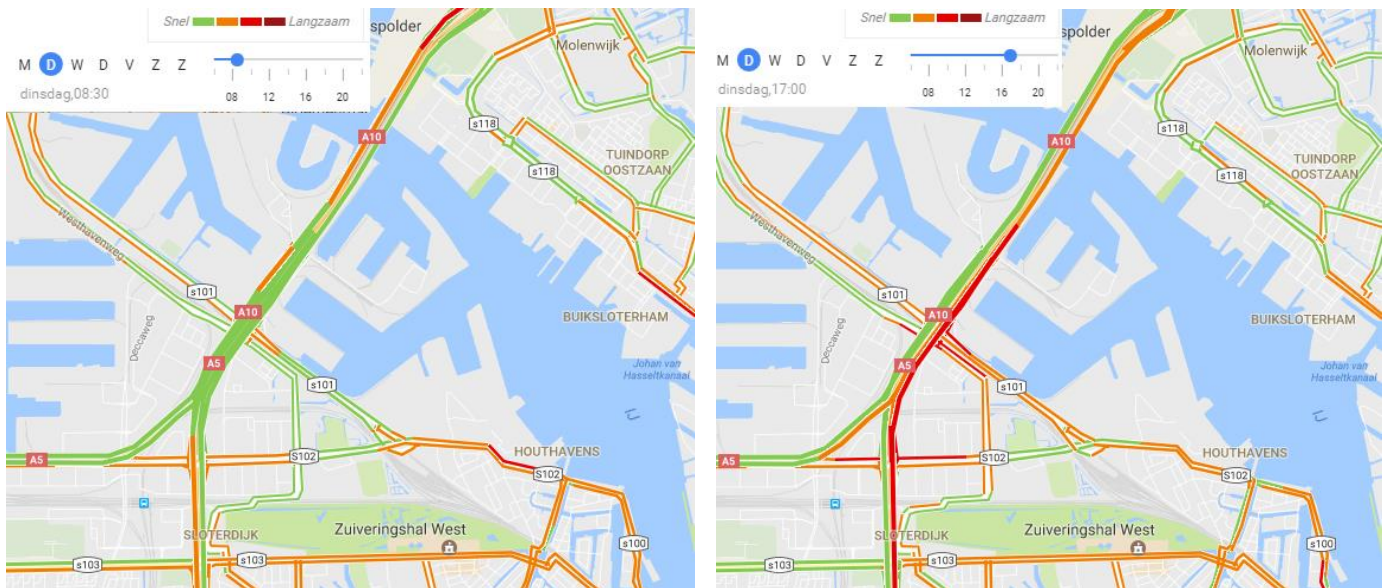 Snel Langzaam
M D W D V Z Z
08 12 16 20
dinsdag,08:30
spolder
Molenwijk
A10
s118
TUINDORP
OOSTZAAN
s118
Westhavenweg
s101
A10
Deccaweg
BUIKSLOTERHAM
A5
Johan van
Hasseltkanaal
s101
HOUTHAVENS
A5
S102
S102
SLOTERDIJK
Zuiveringshal West
s100
s103
s103
Snel Langzaam
M D W D V Z Z
08 12 16 20
dinsdag,17:00
spolder
Molenwijk
A10
s118
TUINDORP
OOSTZAAN
s118
Westhavenweg
s101
A10
Deccaweg
BUIKSLOTERHAM
A5
Johan van
Hasseltkanaal
s101
HOUTHAVENS
A5
S102
S102
SLOTERDIJK
Zuiveringshal West
s100
s103
s103